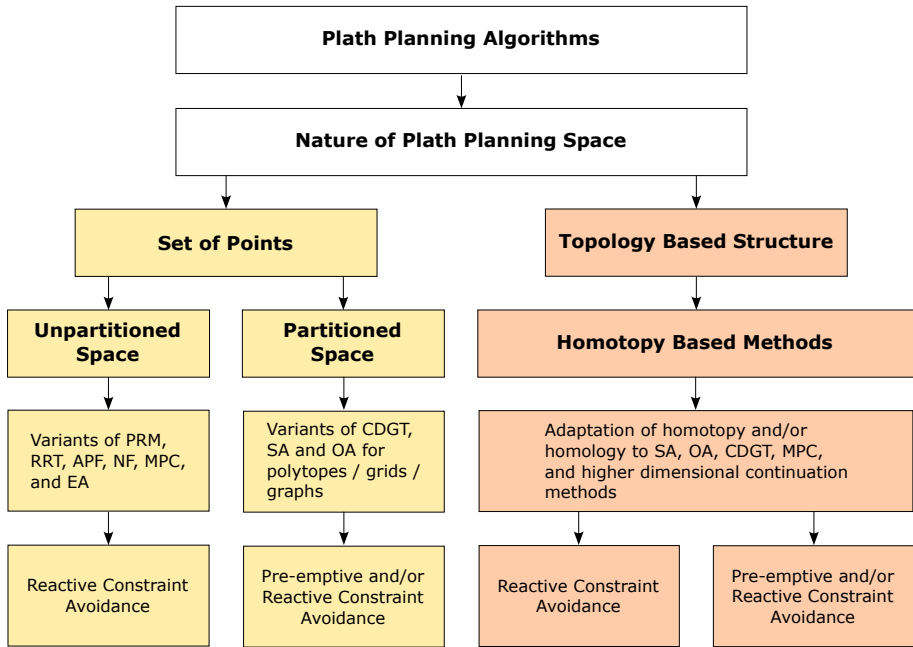 Plath Planning Algorithms
Nature of Plath Planning Space
Set of Points
Topology Based Structure
Unpartitioned
Space
Partitioned
Space
Homotopy Based Methods
Variants of PRM,
RRT, APF, NF, MPC,
and EA
Variants of CDGT,
SA and OA for
polytopes / grids /
graphs
Adaptation of homotopy and/or
homology to SA, OA, CDGT, MPC,
and higher dimensional continuation
methods
Reactive Constraint
Avoidance
Pre-emptive and/or
Reactive Constraint
Avoidance
Reactive Constraint
Avoidance
Pre-emptive and/or
Reactive Constraint
Avoidance